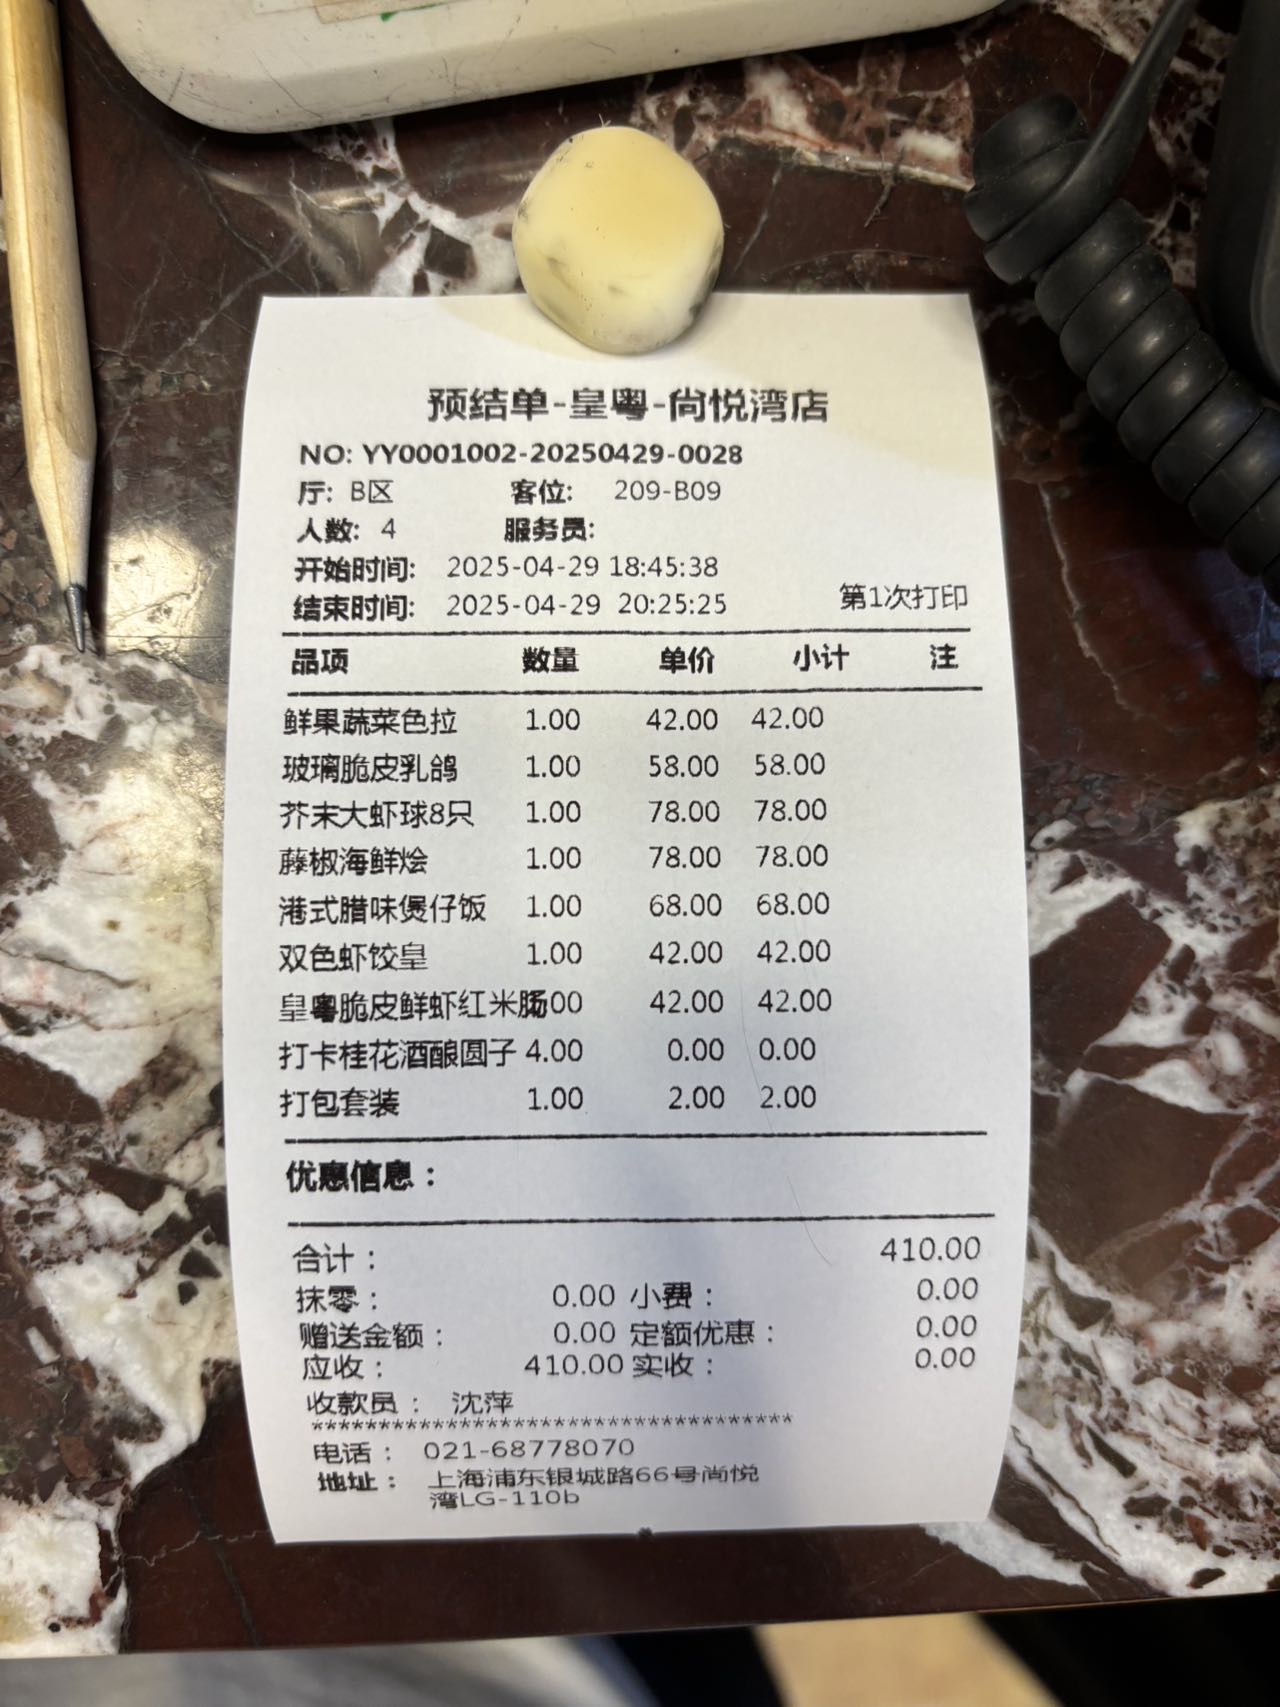 预结单-皇粤-尚悦湾店
NO: YY0001002-20250429-0028
厅: B区 客位: 209-B09
人数: 4 服务员:
开始时间: 2025-04-29 18:45:38
结束时间: 2025-04-29 20:25:25 第1次打印
品项 数量 单价 小计 注
鲜果蔬菜色拉 1.00 42.00 42.00
玻璃脆皮乳鸽 1.00 58.00 58.00
芥末大虾球8只 1.00 78.00 78.00
藤椒海鲜烩 1.00 78.00 78.00
港式腊味煲仔饭 1.00 68.00 68.00
双色虾饺皇 1.00 42.00 42.00
皇粤脆皮鲜虾红米肠 1.00 42.00 42.00
打卡桂花酒酿圆子 4.00 0.00 0.00
打包套装 1.00 2.00 2.00
优惠信息：
合计： 410.00
抹零： 0.00 小费： 0.00
赠送金额： 0.00 定额优惠： 0.00
应收： 410.00 实收： 0.00
收款员： 沈萍
************************************
电话： 021-68778070
地址： 上海浦东银城路66号尚悦
湾LG-110b